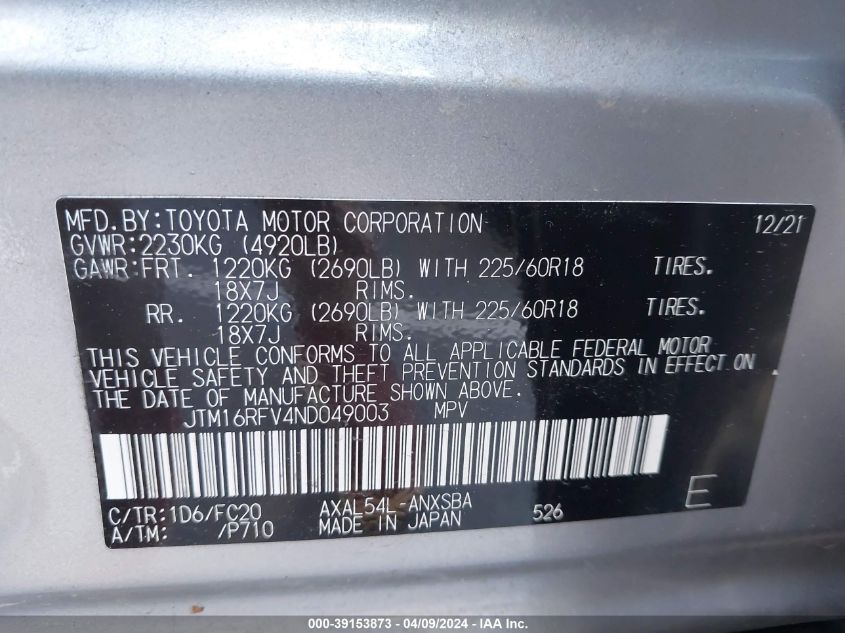 MFD.BY:TOYOTA MOTOR CORPORATION 12/21
GVWR:2230KG (4920LB)
GAWR:FRT. 1220KG (2690LB) WITH 225/60R18 TIRES.
18X7J RIMS.
RR. 1220KG (2690LB) WITH 225/60R18 TIRES.
18X7J RIMS.
THIS VEHICLE CONFORMS TO ALL APPLICABLE FEDERAL MOTOR
VEHICLE SAFETY AND THEFT PREVENTION STANDARDS IN EFFECT ON
THE DATE OF MANUFACTURE SHOWN ABOVE.
JTM16RFV4ND049003 MPV
C/TR:1D6/FC20 AXAL54L-ANXSBA E
A/TM: /P710 MADE IN JAPAN 526
000-39153873 | 04/09/2024 — IAA Inc.